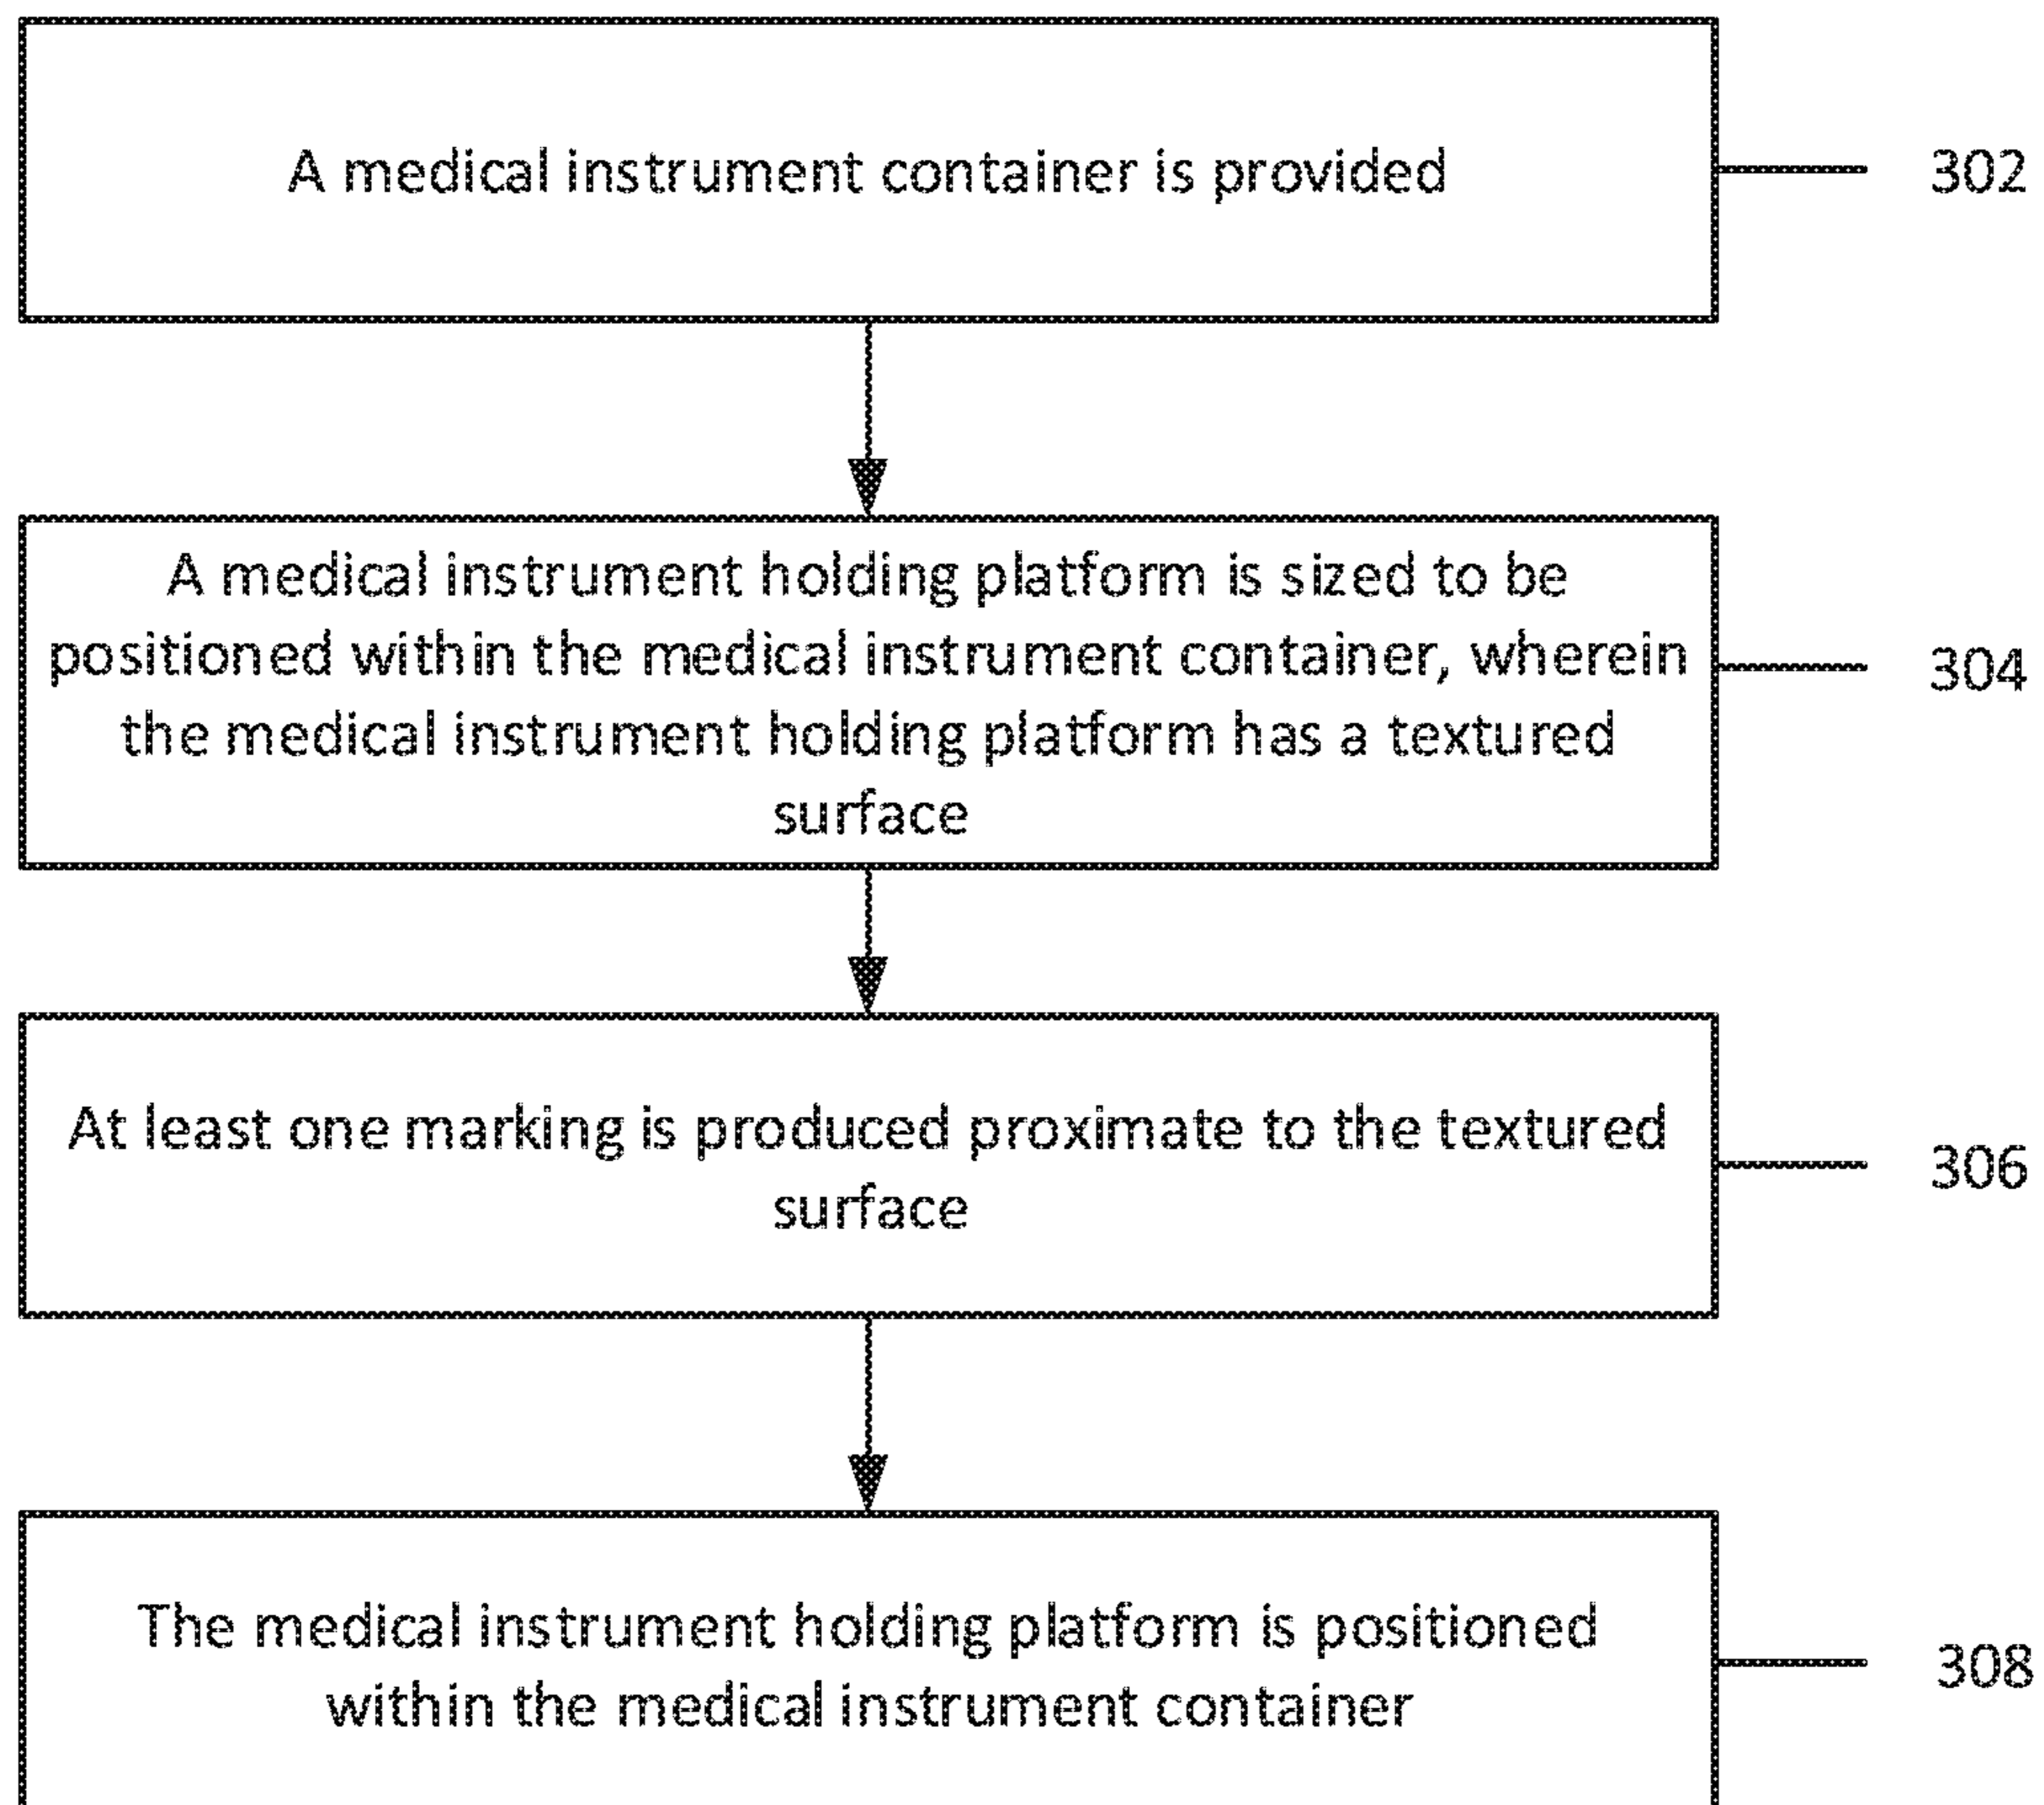 A medical instrument container is provided
302
A medical instrument holding platform is sized to be
positioned within the medical instrument container, wherein
the medical instrument holding platform has a textured
surface
304
At least one marking is produced proximate to the textured
surface
306
The medical instrument holding platform is positioned
within the medical instrument container
308